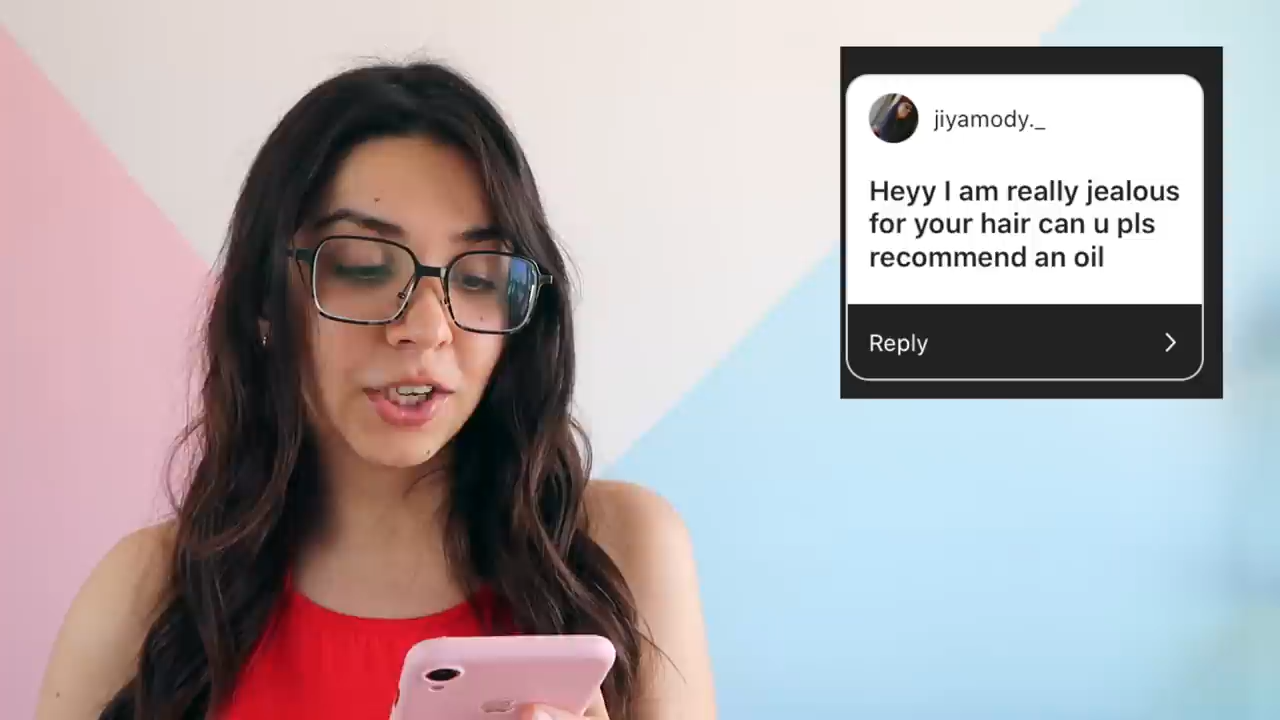 jiyamody._
Heyy I am really jealous
for your hair can u pls
recommend an oil
Reply